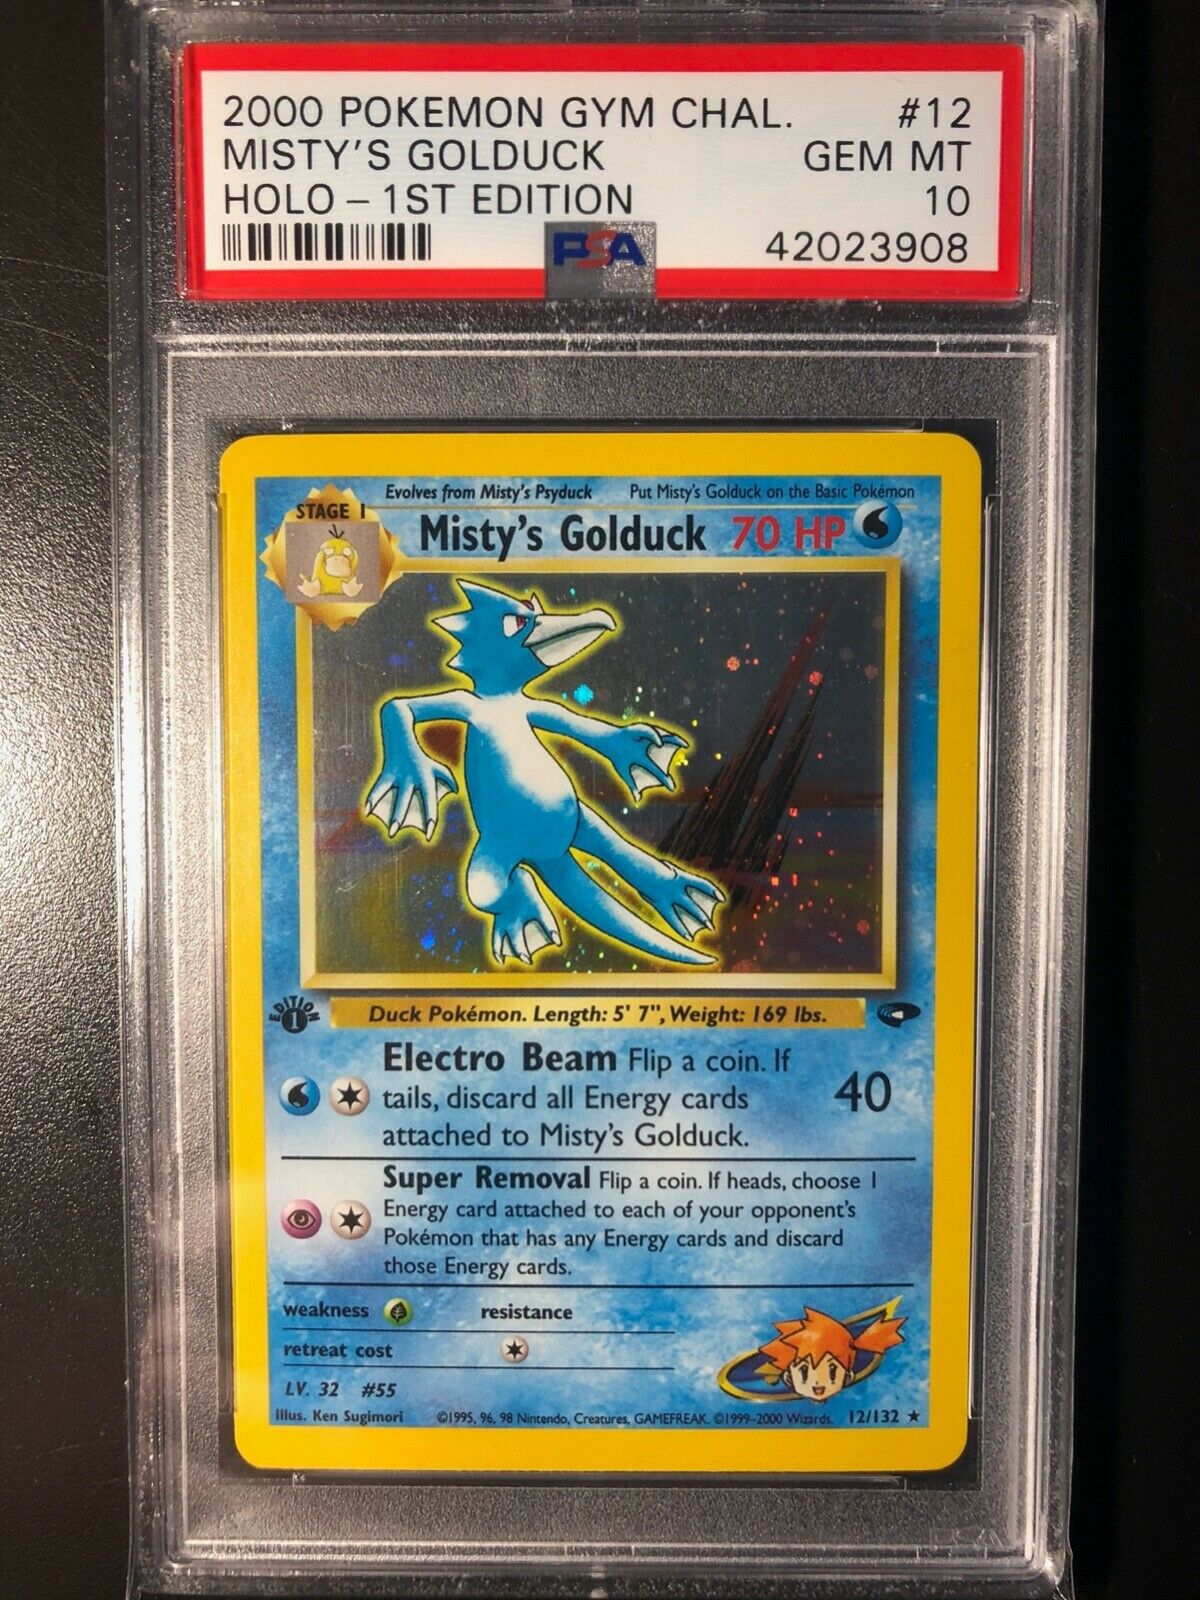 2000 POKEMON GYM CHAL. #12
MISTY'S GOLDUCK GEM MT
HOLO – 1ST EDITION 10
PSA 42023908
Evolves from Misty's Psyduck Put Misty's Golduck on the Basic Pokémon
STAGE 1
Misty's Golduck 70 HP
EDITION 1
Duck Pokémon. Length: 5' 7", Weight: 169 lbs.
Electro Beam Flip a coin. If
tails, discard all Energy cards
attached to Misty's Golduck.
40
Super Removal Flip a coin. If heads, choose 1
Energy card attached to each of your opponent's
Pokémon that has any Energy cards and discard
those Energy cards.
weakness resistance
retreat cost
LV. 32 #55
Illus. Ken Sugimori ©1995, 96, 98 Nintendo, Creatures, GAMEFREAK. ©1999–2000 Wizards. 12/132 ★